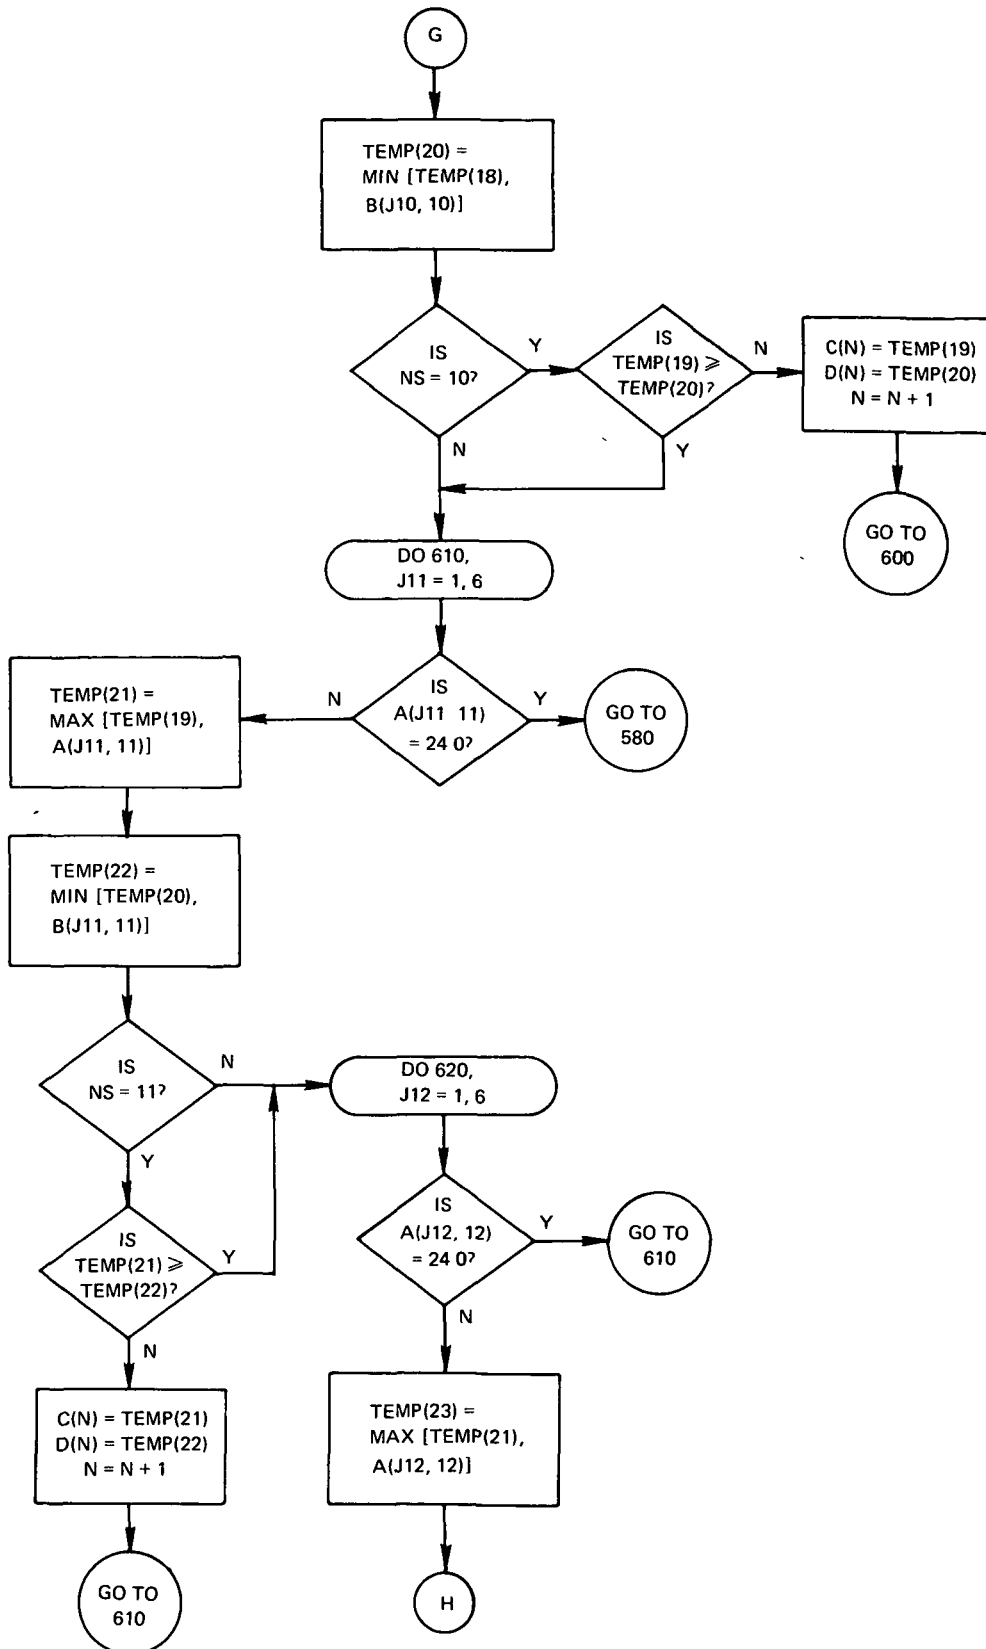 G
TEMP(20) =
MIN [TEMP(18),
B(J10, 10)]
IS
NS = 10?
Y
N
IS
TEMP(19) ⩾
TEMP(20)?
N
Y
C(N) = TEMP(19)
D(N) = TEMP(20)
N = N + 1
GO TO
600
DO 610,
J11 = 1, 6
IS
A(J11 11)
= 24 0?
N
Y
GO TO
580
TEMP(21) =
MAX [TEMP(19),
A(J11, 11)]
TEMP(22) =
MIN [TEMP(20),
B(J11, 11)]
IS
NS = 11?
N
Y
IS
TEMP(21) ⩾
TEMP(22)?
Y
N
C(N) = TEMP(21)
D(N) = TEMP(22)
N = N + 1
GO TO
610
DO 620,
J12 = 1, 6
IS
A(J12, 12)
= 24 0?
Y
N
GO TO
610
TEMP(23) =
MAX [TEMP(21),
A(J12, 12)]
H